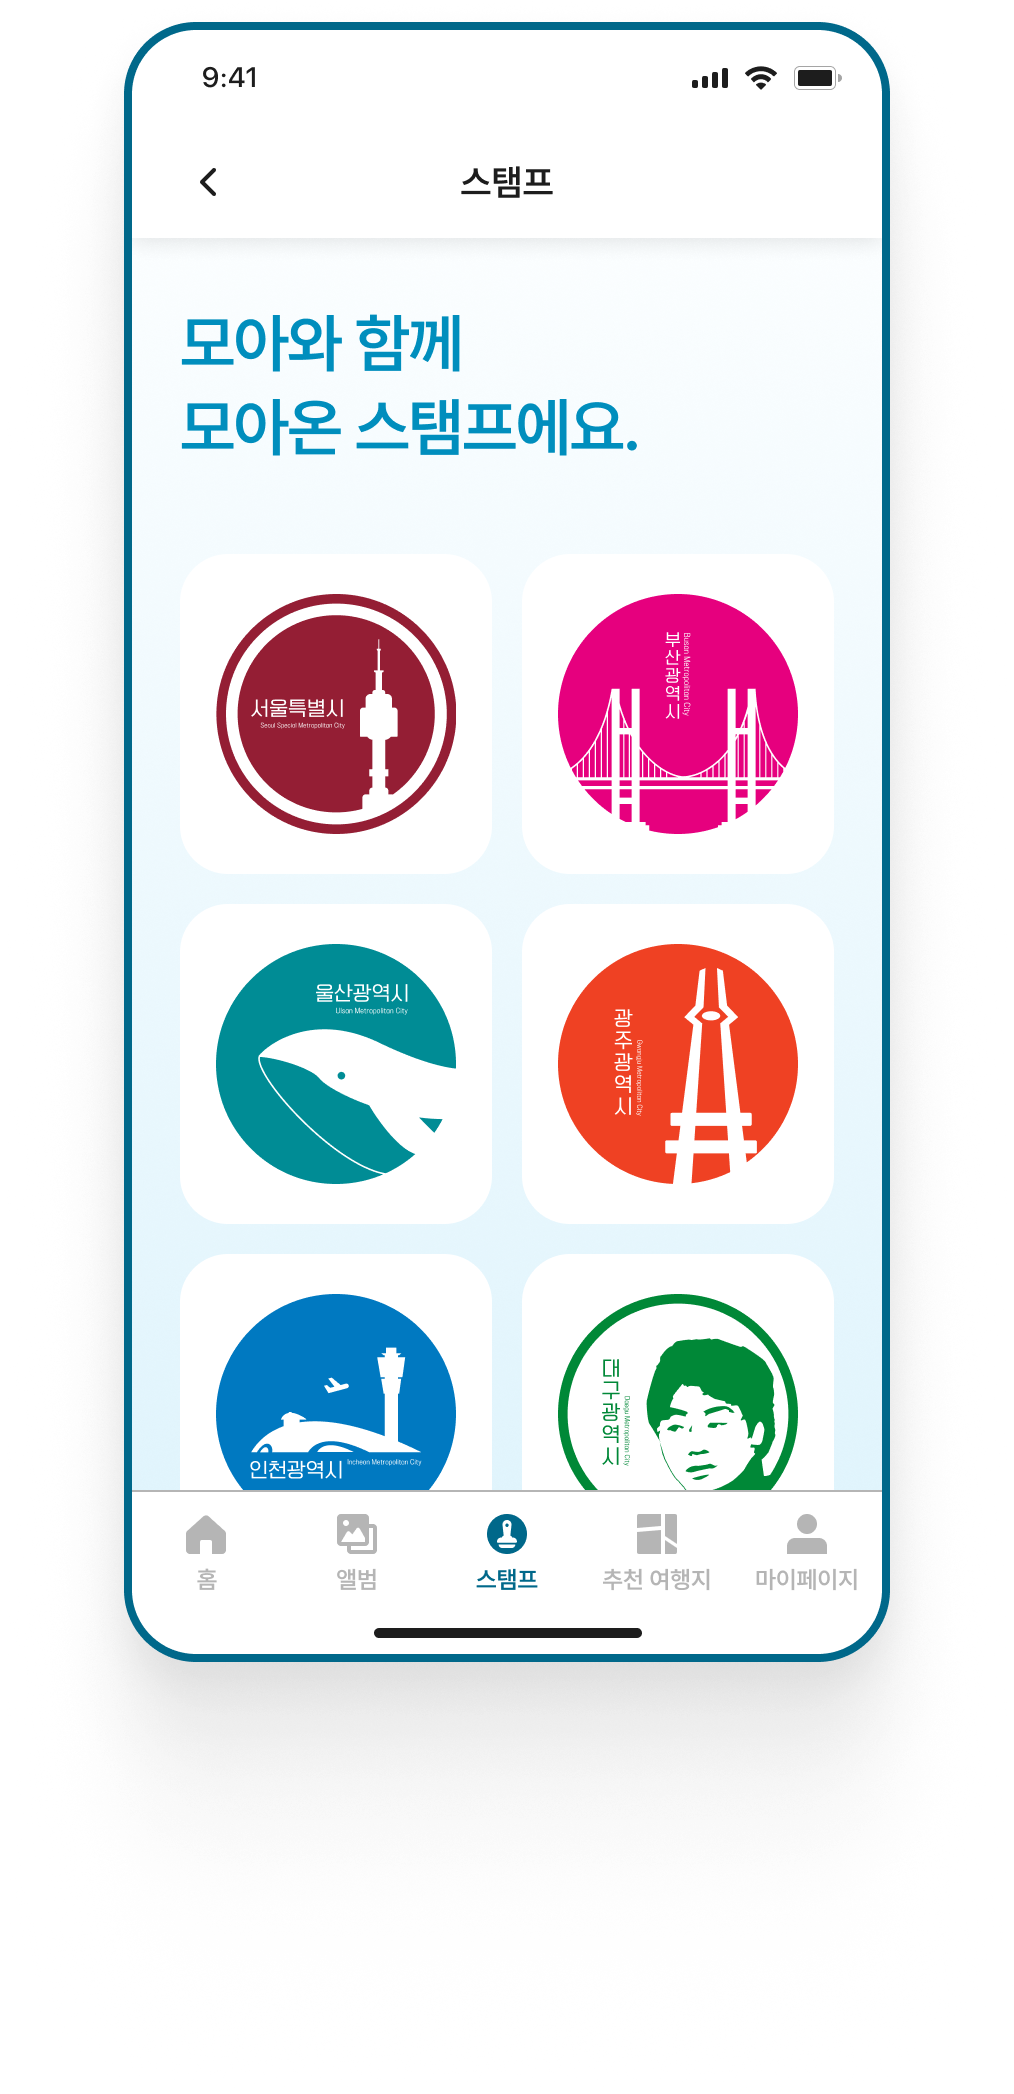 9:41
스탬프
모아와 함께
모아온 스탬프에요.
서울특별시
Seoul Special Metropolitan City
부산광역시
Busan Metropolitan City
울산광역시
Ulsan Metropolitan City
광주광역시
Gwangju Metropolitan City
인천광역시
Incheon Metropolitan City
대구광역시
Daegu Metropolitan City
홈
앨범
스탬프
추천 여행지
마이페이지